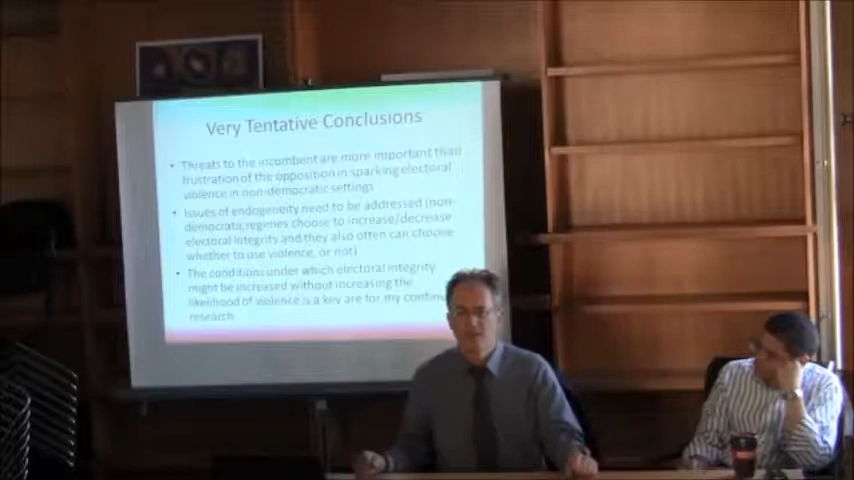 Very Tentative Conclusions
• Threats to the incumbent are more important than
frustration of the opposition in sparking electoral
violence in non-democratic settings
• Issues of endogeneity need to be addressed (non-
democratic regimes choose to increase/decrease
electoral integrity and they also often can choose
whether to use violence, or not)
• The conditions under which electoral integrity
might be increased without increasing the
likelihood of violence is a key are for my continu
research